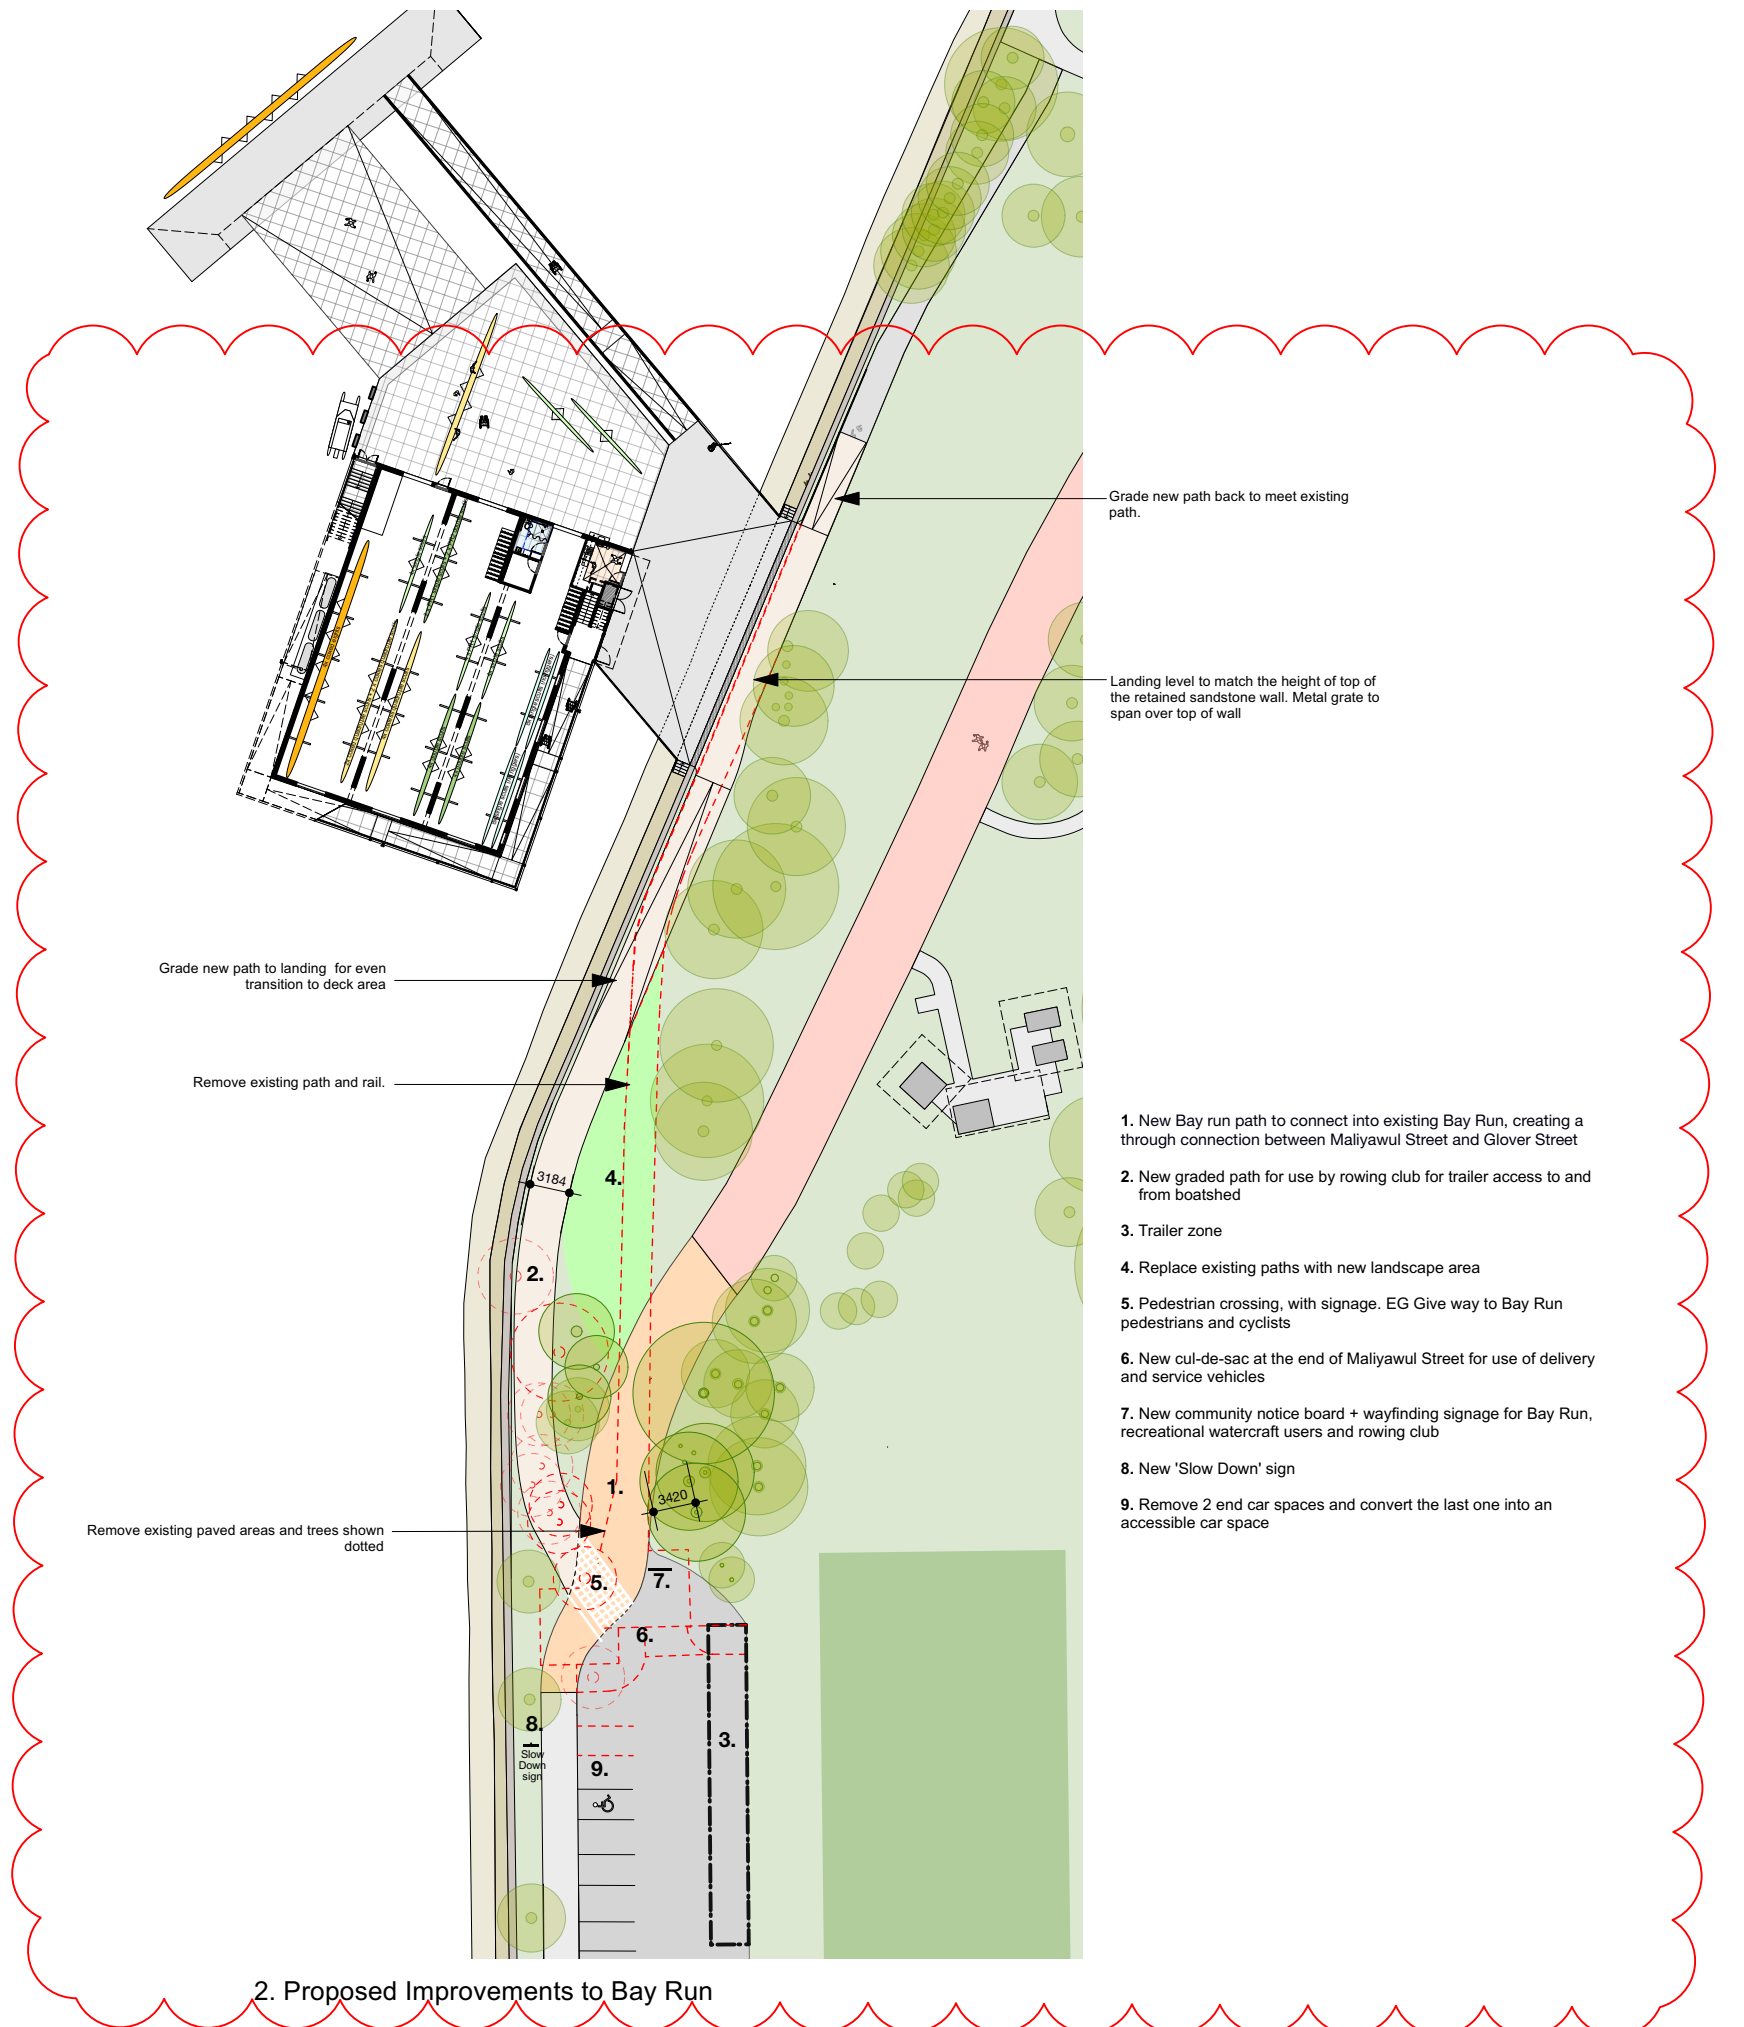 Grade new path back to meet existing
path.
Landing level to match the height of top of
the retained sandstone wall. Metal grate to
span over top of wall
Grade new path to landing for even
transition to deck area
Remove existing path and rail.
3184
4.
2.
1. New Bay run path to connect into existing Bay Run, creating a
through connection between Maliyawul Street and Glover Street
2. New graded path for use by rowing club for trailer access to and
from boatshed
3. Trailer zone
4. Replace existing paths with new landscape area
5. Pedestrian crossing, with signage. EG Give way to Bay Run
pedestrians and cyclists
6. New cul-de-sac at the end of Maliyawul Street for use of delivery
and service vehicles
7. New community notice board + wayfinding signage for Bay Run,
recreational watercraft users and rowing club
8. New 'Slow Down' sign
9. Remove 2 end car spaces and convert the last one into an
accessible car space
1.
3420
Remove existing paved areas and trees shown
dotted
5.
7.
6.
8.
Slow
Down
sign
3.
9.
2. Proposed Improvements to Bay Run